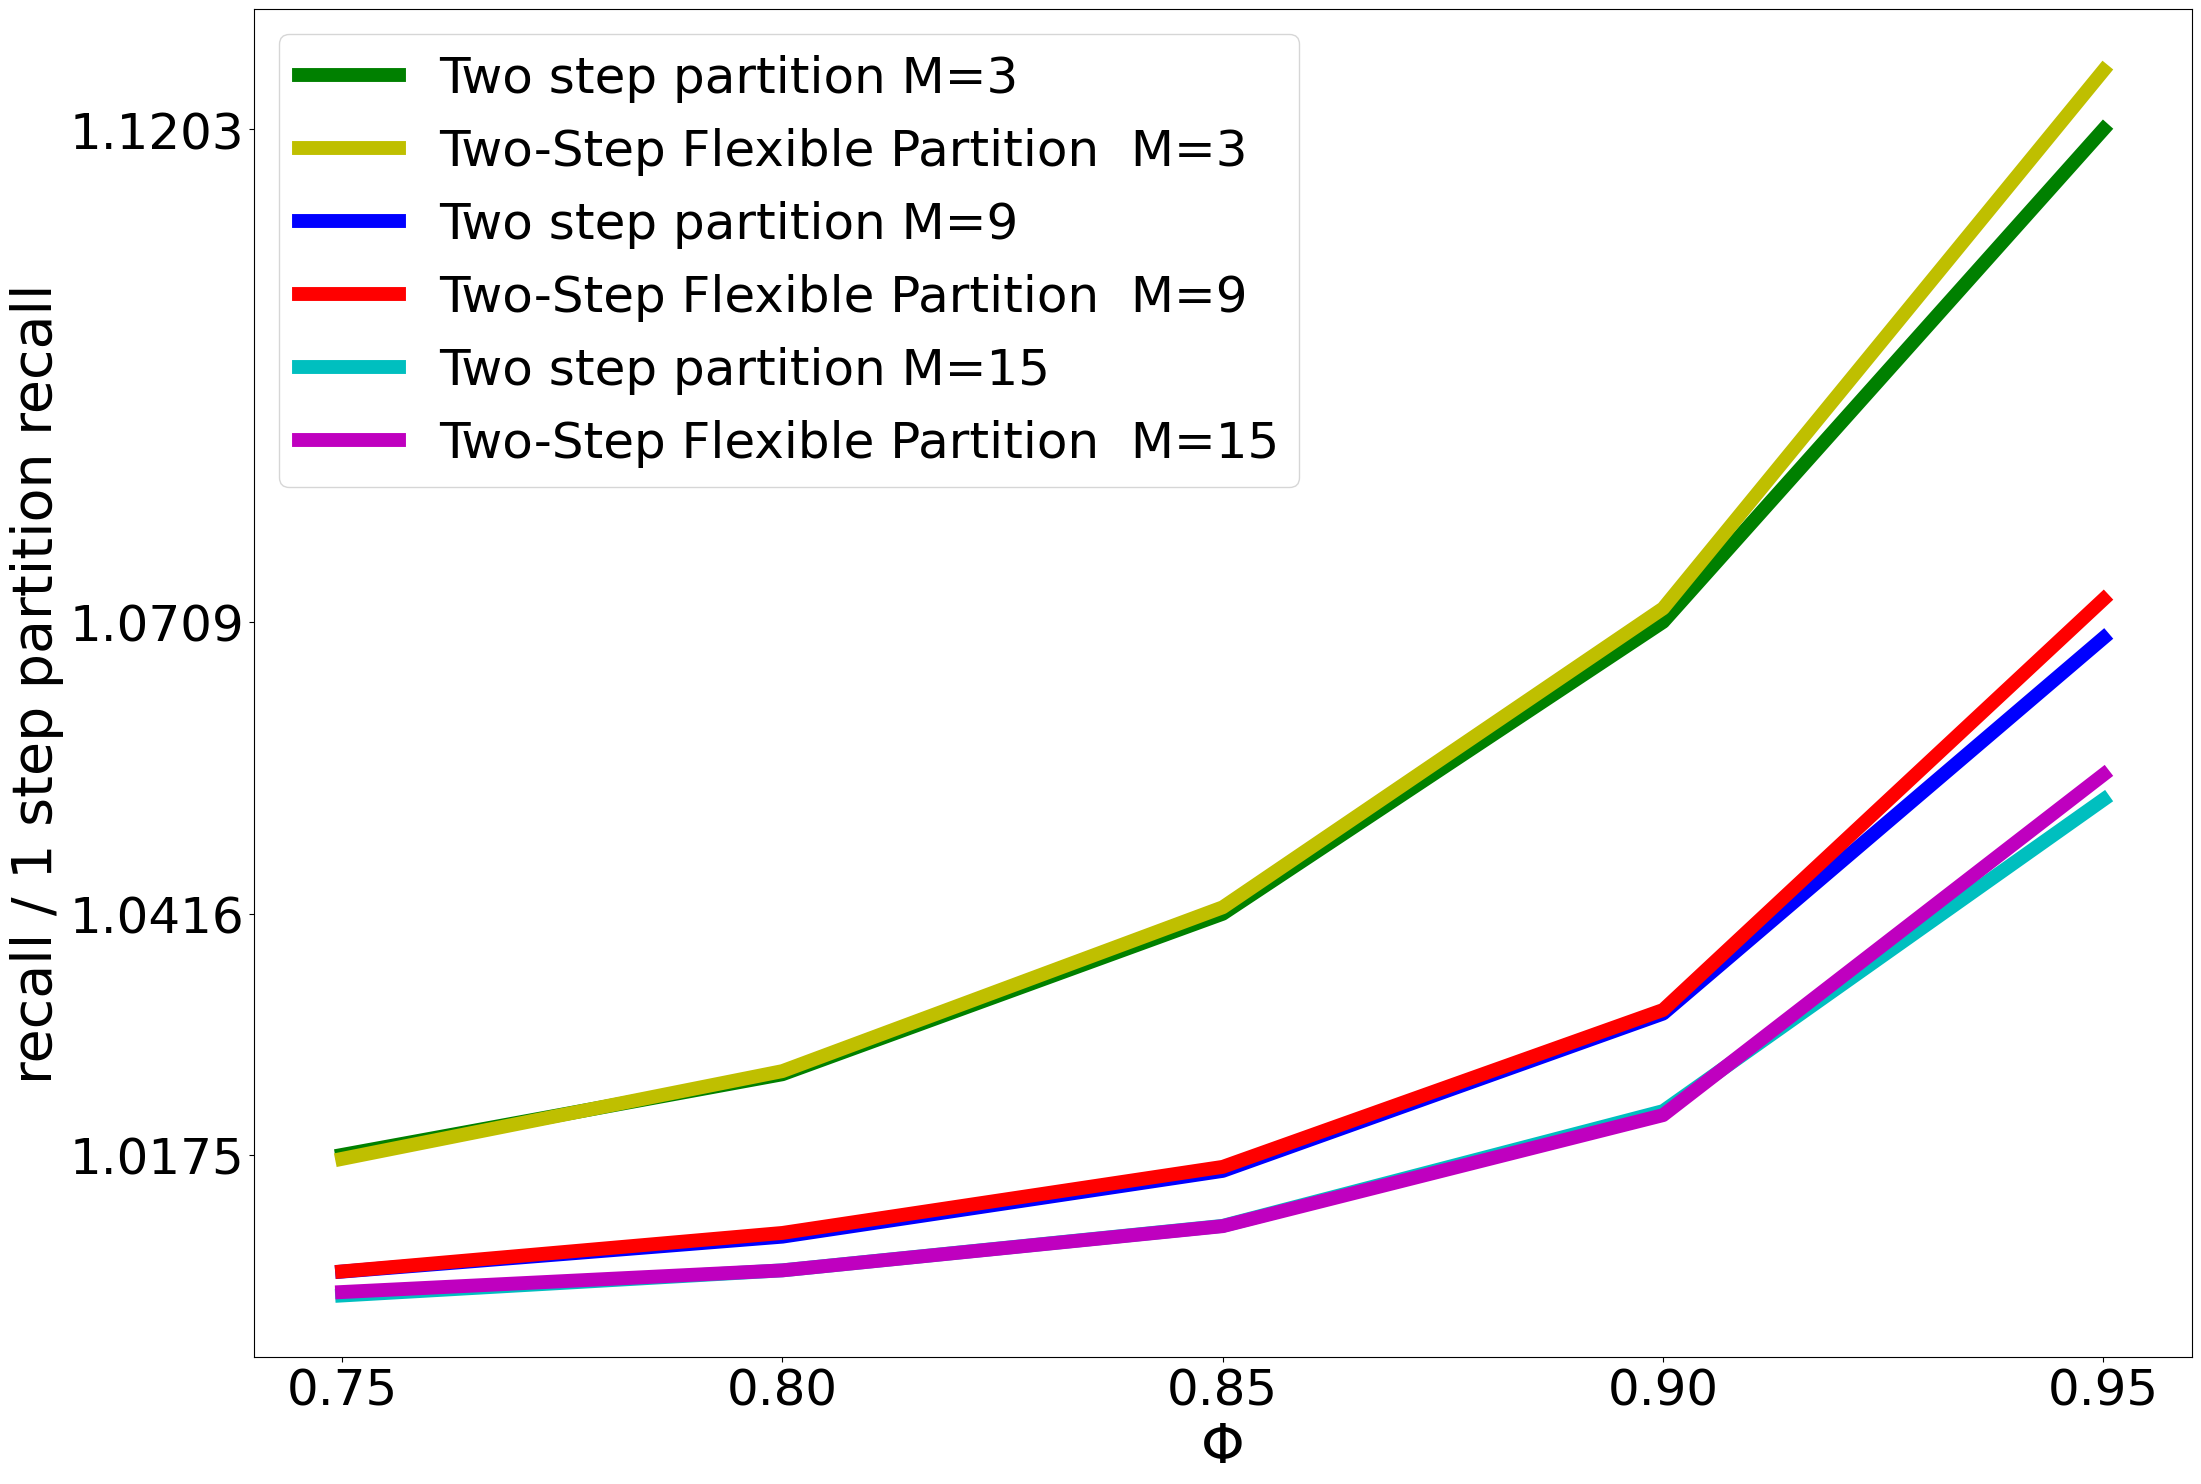 Two step partition M=3
Two-Step Flexible Partition  M=3
Two step partition M=9
Two-Step Flexible Partition  M=9
Two step partition M=15
Two-Step Flexible Partition  M=15
recall / 1 step partition recall
1.1203
1.0709
1.0416
1.0175
0.75 0.80 0.85 0.90 0.95
Φ